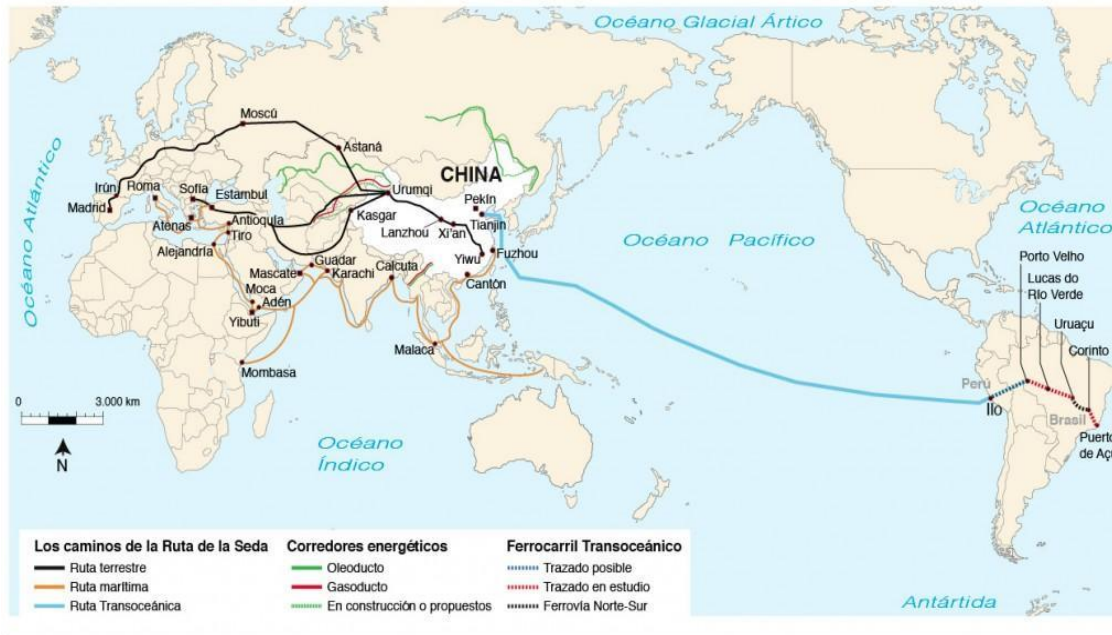 Océano Glacial Ártico
Océano Atlántico
Océano Pacífico
Océano
Atlántico
Océano
Índico
Antártida
CHINA
Moscú
Astaná
Irún
Madrid
Roma
Sofía
Estambul
Atenas
Antioquía
Tiro
Alejandría
Urumqi
Kasgar
Lanzhou
Xi'an
Pekín
Tianjin
Yiwu
Fuzhou
Cantón
Guadar
Mascate
Karachi
Calcuta
Moca
Adén
Yibuti
Mombasa
Malaca
Porto Velho
Lucas do
Río Verde
Uruaçu
Corinto
Perú
Ilo
Brasil
Puerto
de Açu
0 3.000 km
N
Los caminos de la Ruta de la Seda
Ruta terrestre
Ruta marítima
Ruta Transoceánica
Corredores energéticos
Oleoducto
Gasoducto
En construcción o propuestos
Ferrocarril Transoceánico
Trazado posible
Trazado en estudio
Ferrovía Norte-Sur